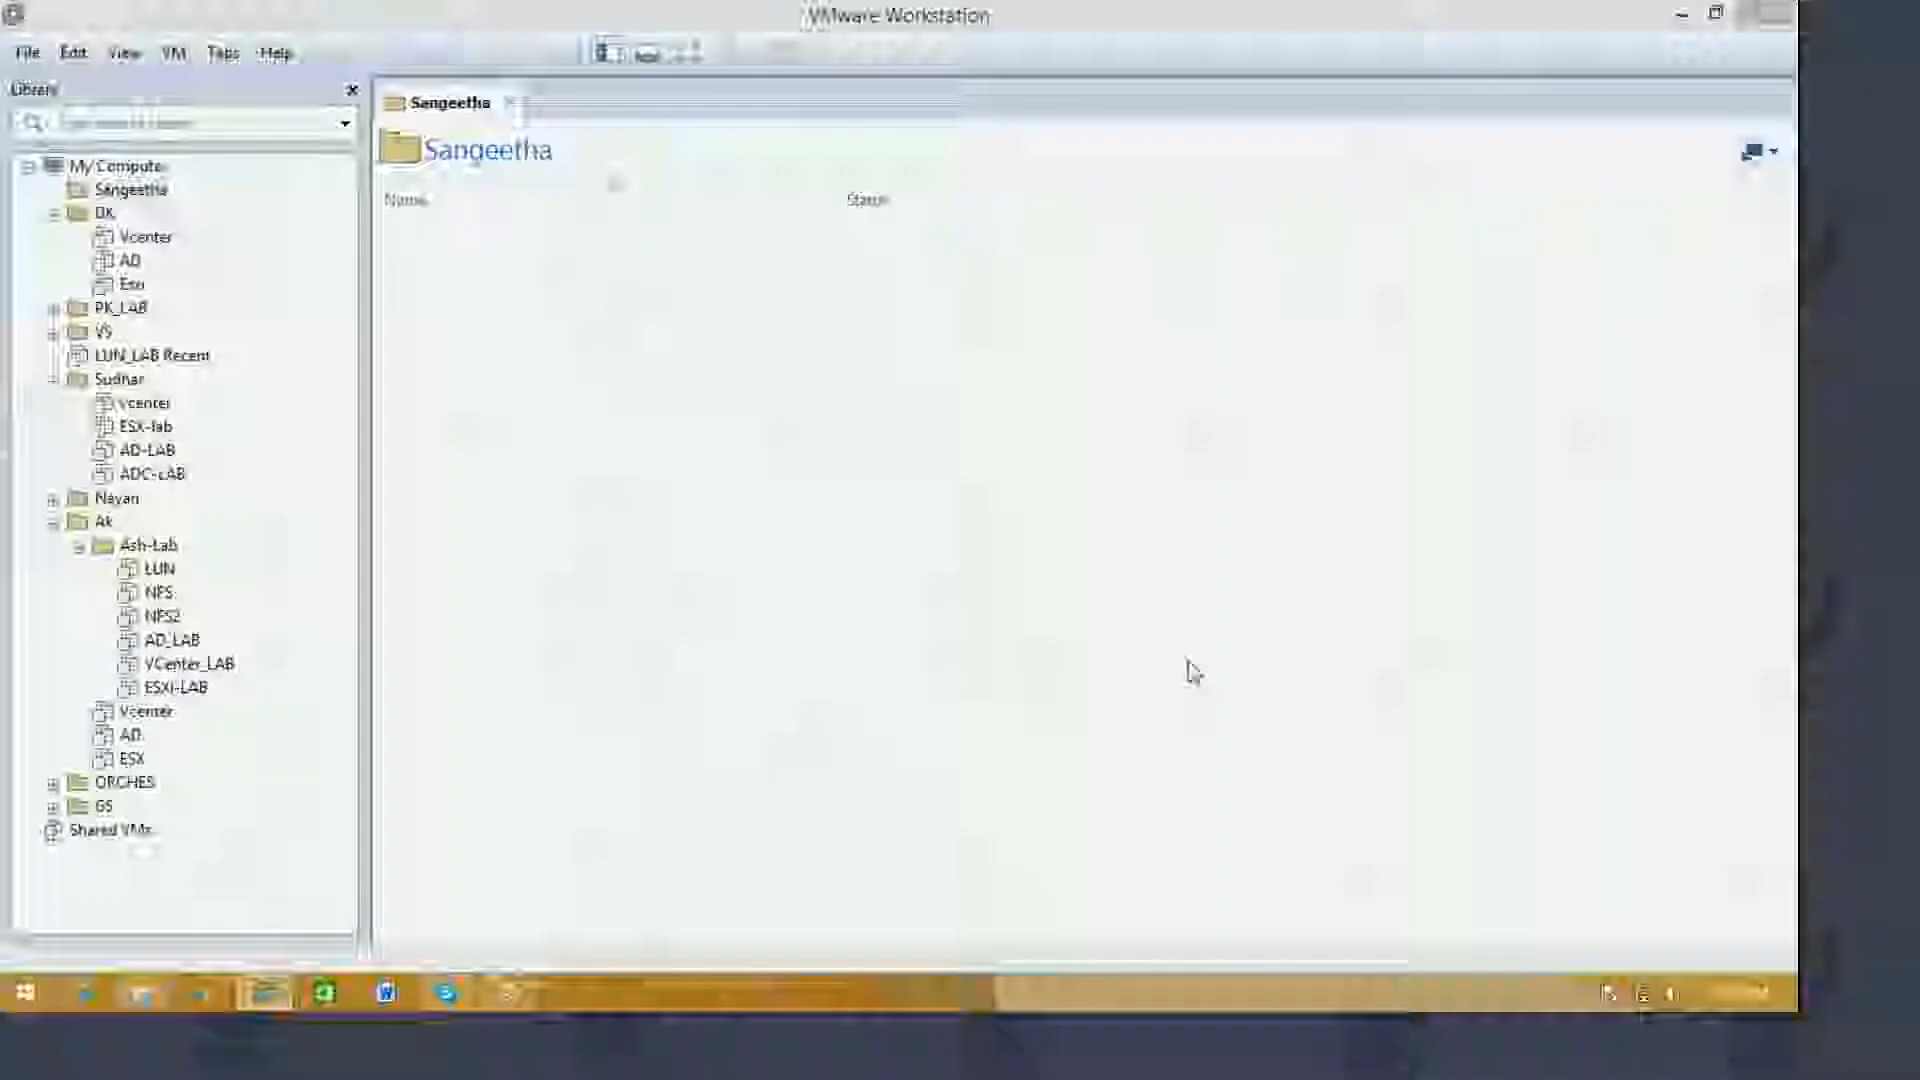 VMware Workstation
File Edit View VM Tabs Help
Library
Sangeetha
Sangeetha
Name
Status
My Computer
Sangeetha
DK
Vcenter
AD
PK_LAB
VS
LUN_LAB Recent
Sudhar
Vcenter
ESX-lab
AD-LAB
ADC-LAB
Nayan
Ak
Ash-Lab
LUN
NFS
NFS2
AD_LAB
VCenter_LAB
ESXi-LAB
Vcenter
AD
ESX
ORCHES
GS
Shared VMs